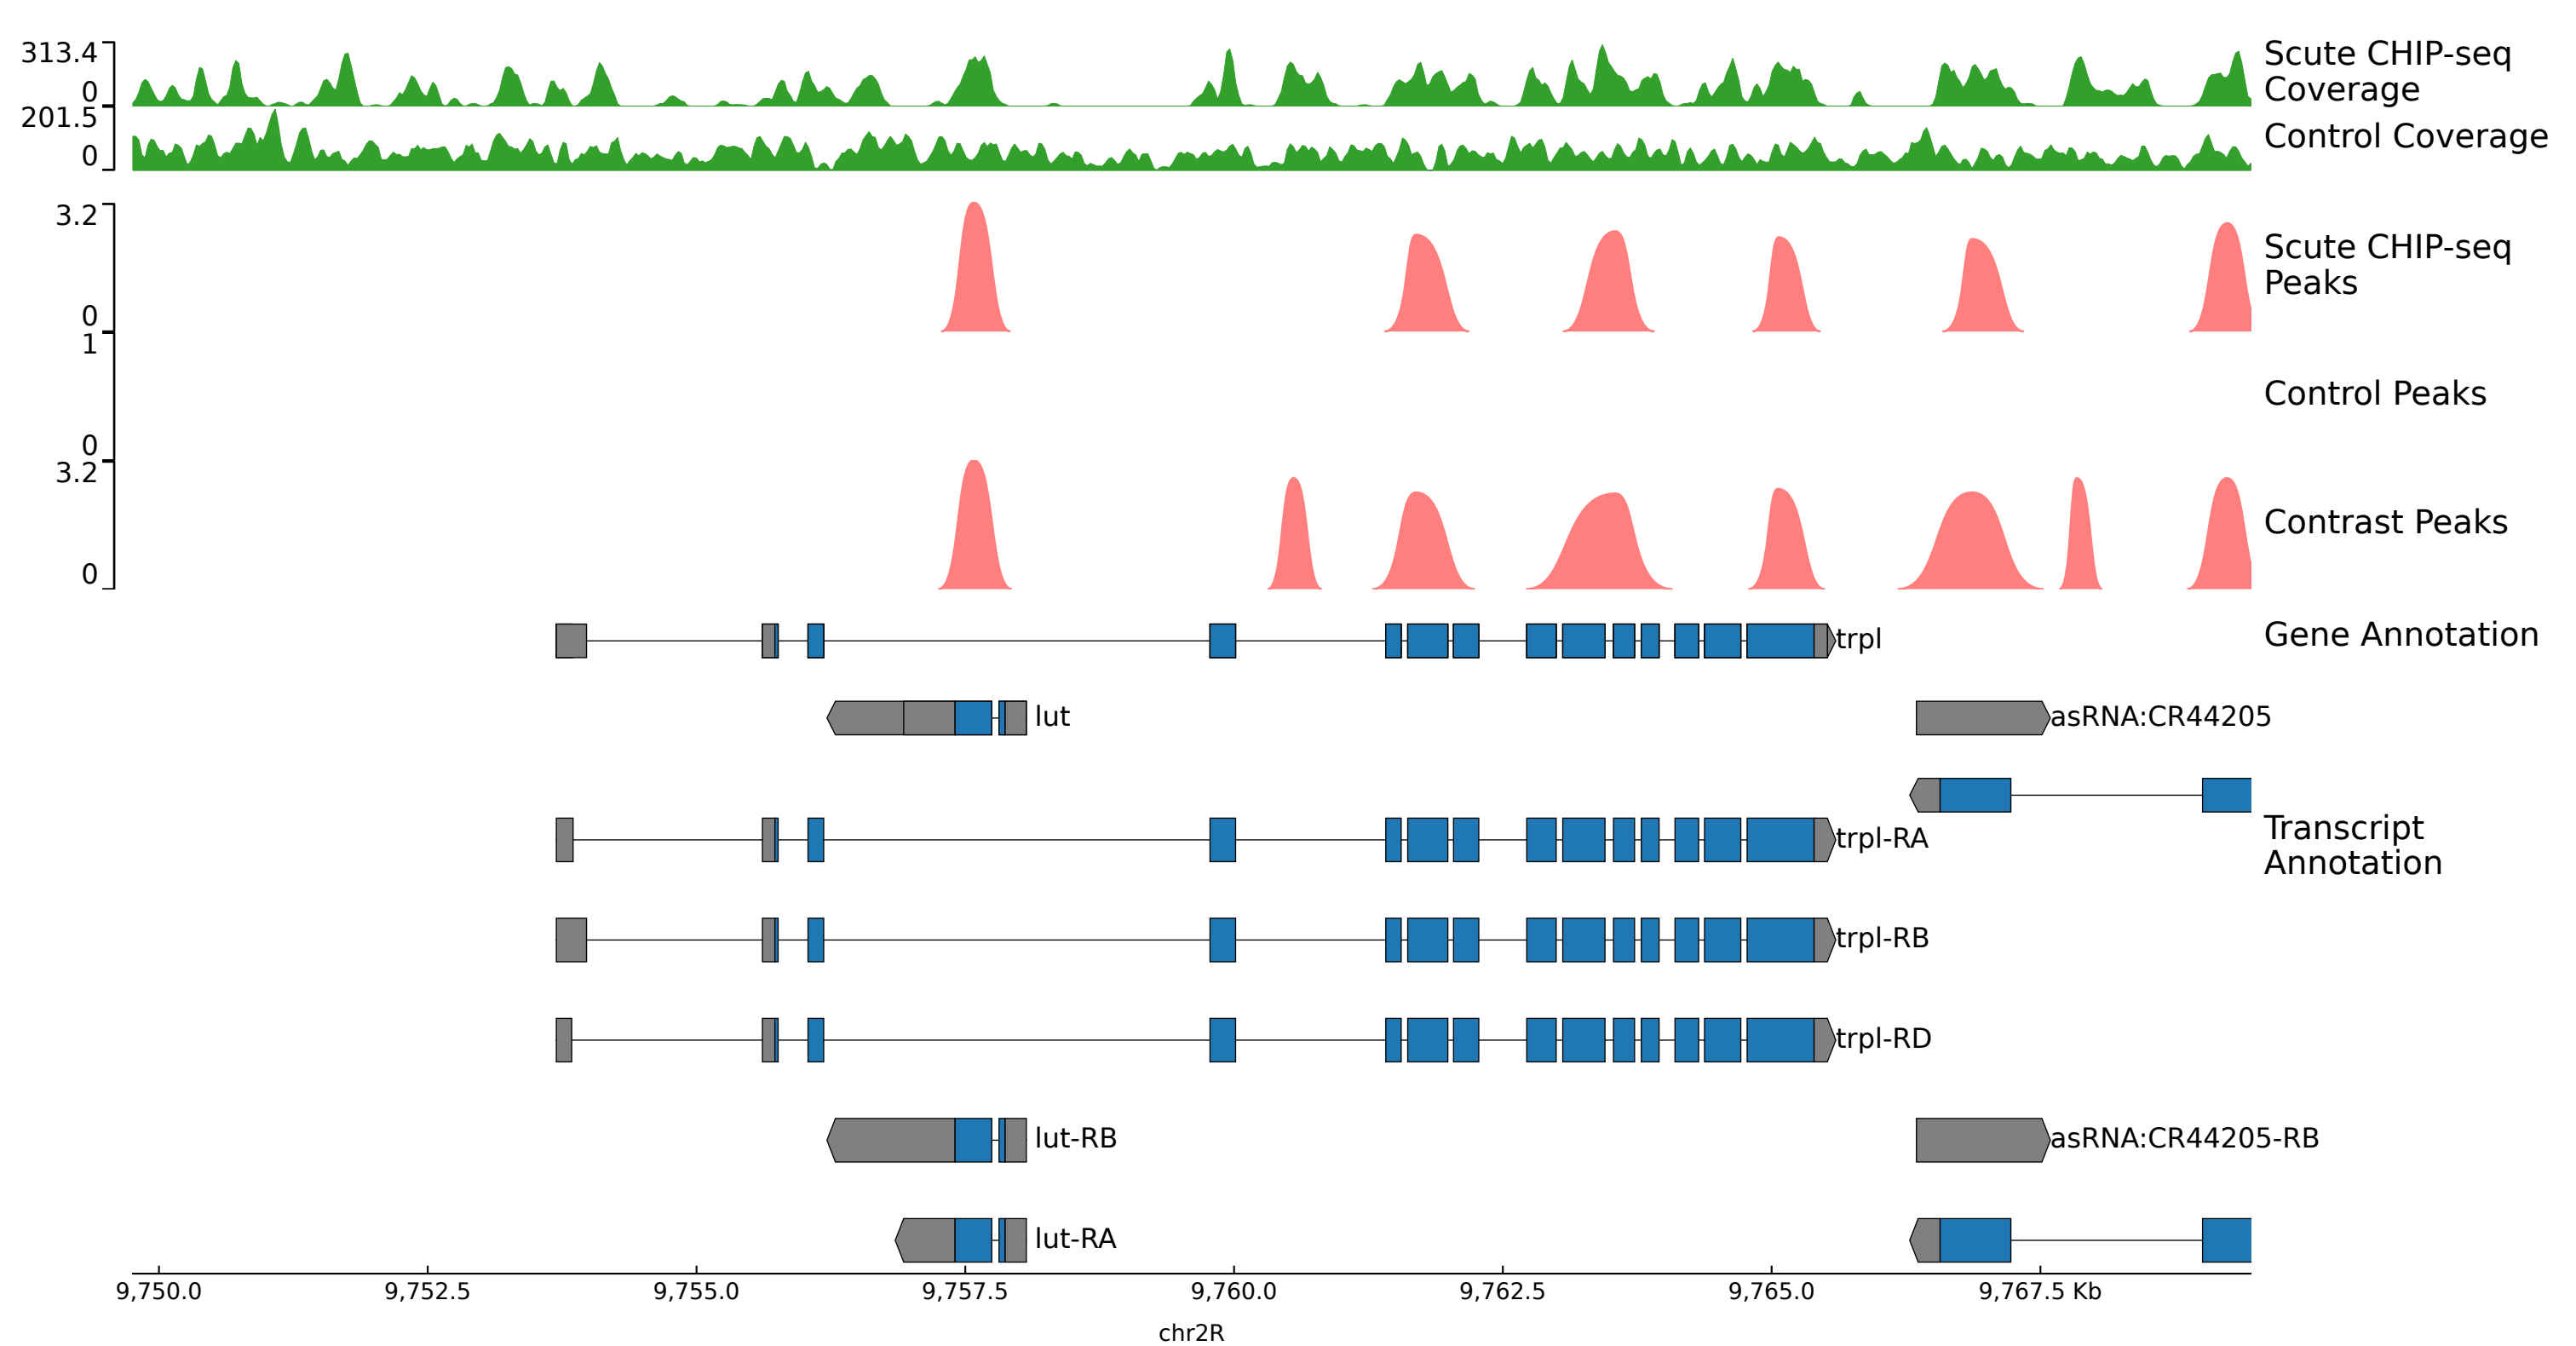 313.4
0
Scute CHIP-seq
Coverage
201.5
0
Control Coverage
3.2
0
Scute CHIP-seq
Peaks
1
0
Control Peaks
3.2
0
Contrast Peaks
trpl
Gene Annotation
lut
asRNA:CR44205
Transcript
Annotation
trpl-RA
trpl-RB
trpl-RD
lut-RB
asRNA:CR44205-RB
lut-RA
9,750.0 9,752.5 9,755.0 9,757.5 9,760.0 9,762.5 9,765.0 9,767.5 Kb
chr2R